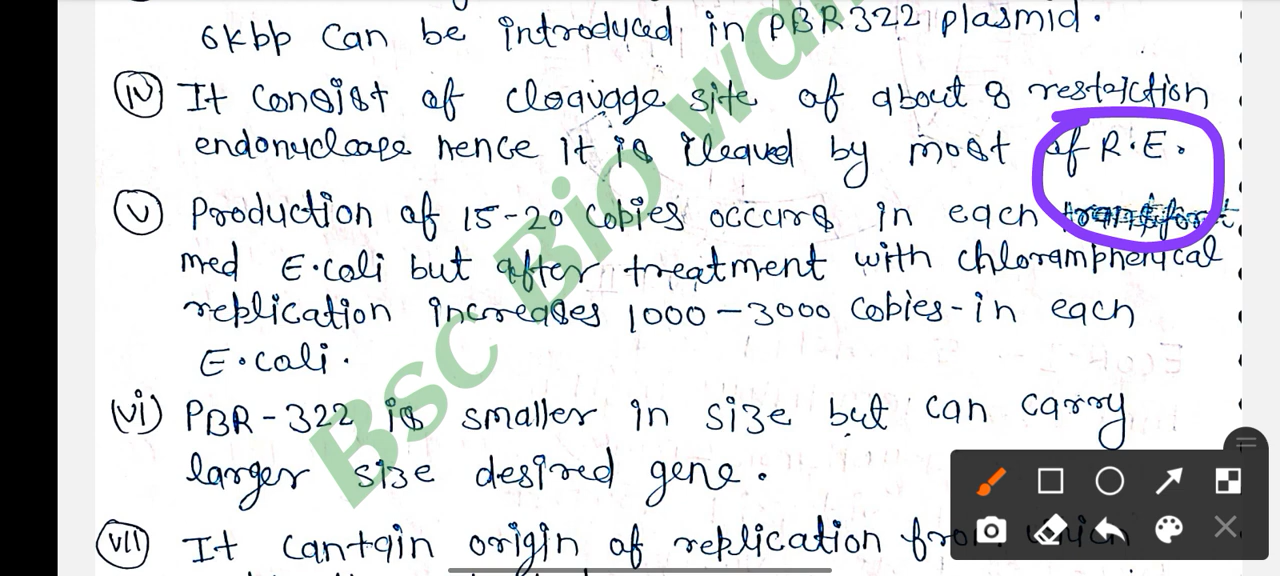 6kbp can be introduced in PBR322 plasmid.
(iv) It consist of cleavage site of about 8 restriction
endonuclease hence it is cleaved by most of R.E.
(v) Production of 15-20 copies occurs in each transfor
med E.coli but after treatment with
replication increases 1000-3000 copies-in each
E.coli.
(vi) PBR-322 is smaller in size but can carry
larger size desired gene.
(vii) It contain origin of replication
BSC Bio